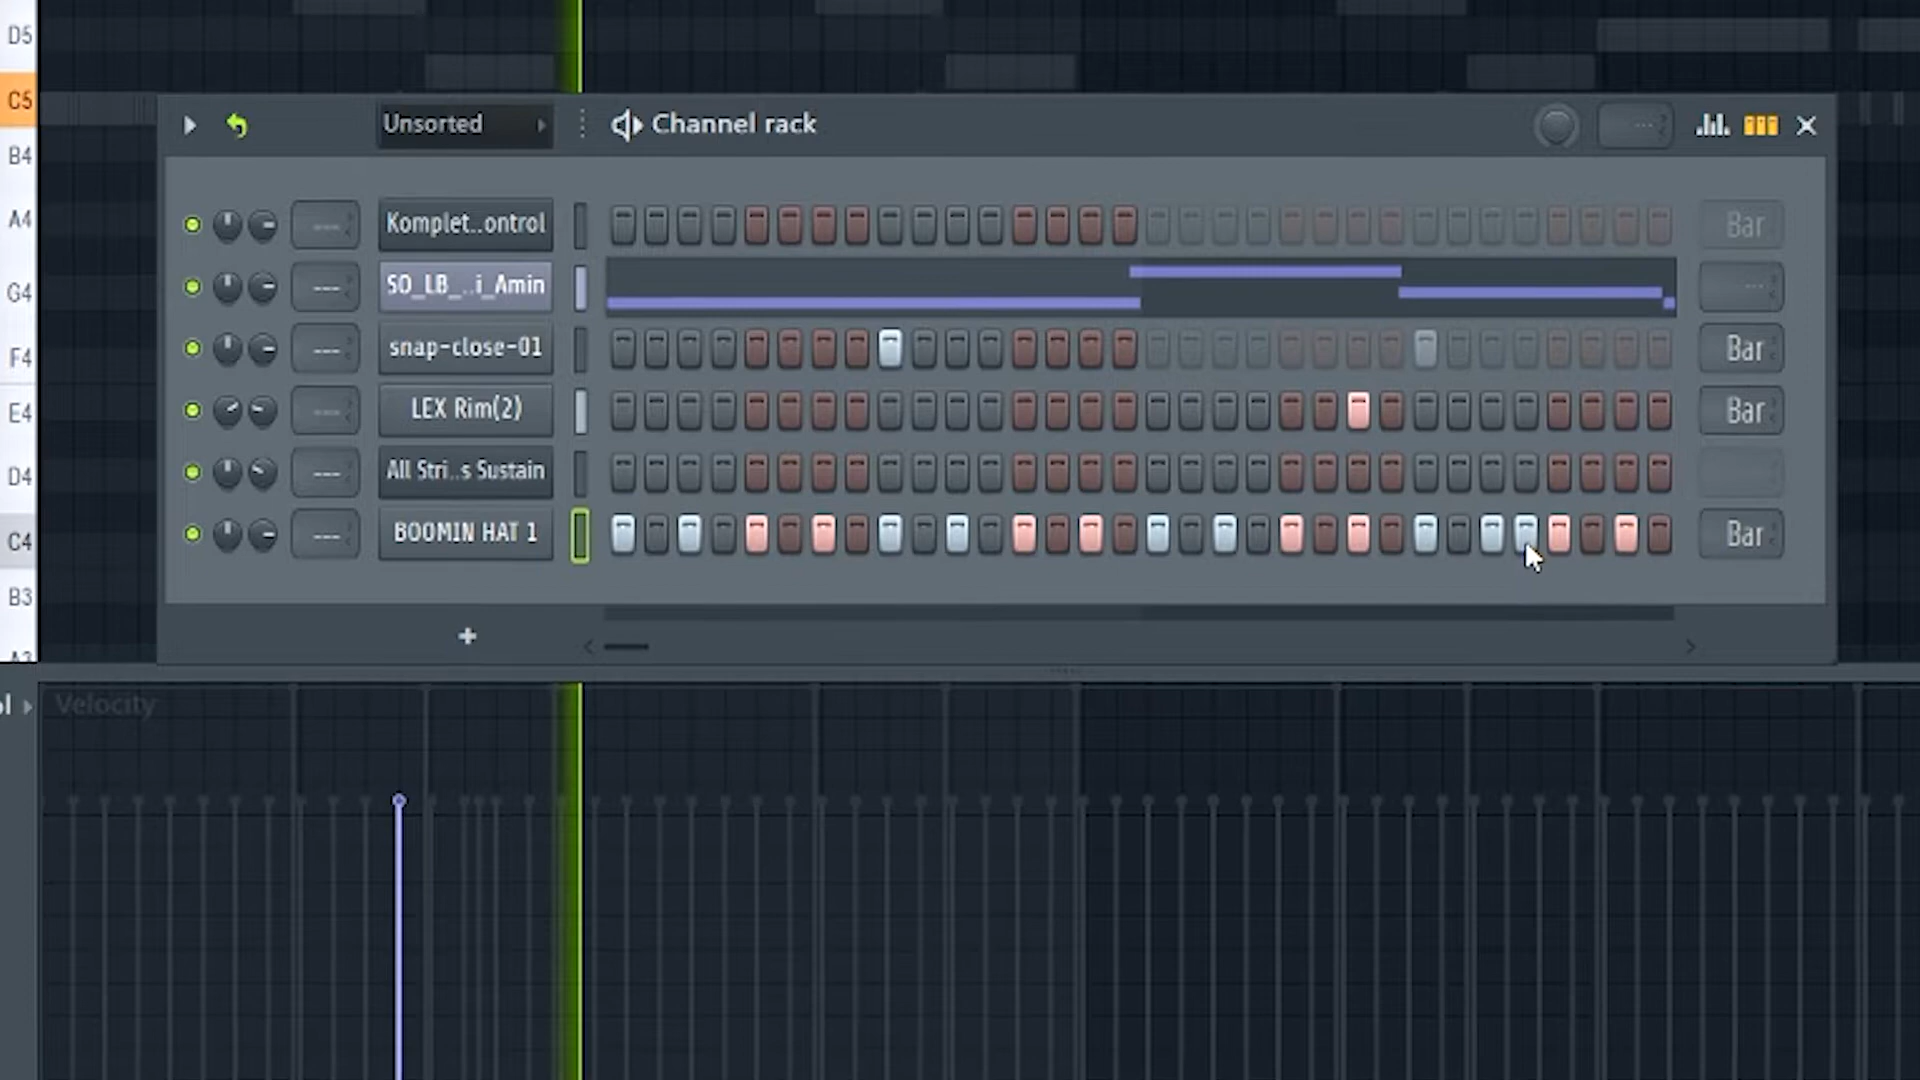 D5
C5
B4
A4
G4
F4
E4
D4
C4
B3
A3
Unsorted
Channel rack
Komplet..ontrol
Bar
SO_LB_..i_Amin
snap-close-01
Bar
LEX Rim(2)
Bar
All Stri..s Sustain
BOOMIN HAT 1
Bar
+
Velocity